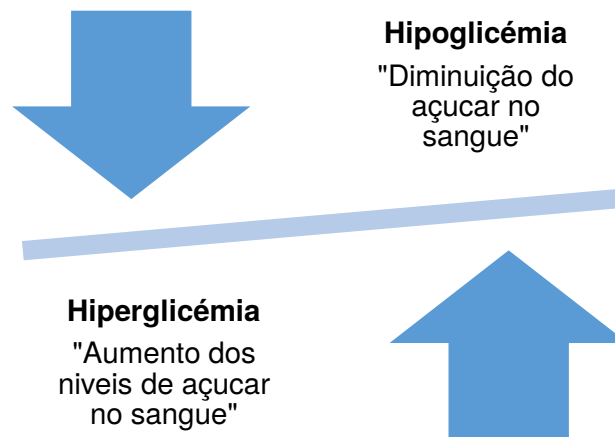 Hipoglicémia
"Diminuição do
açucar no
sangue"
Hiperglicémia
"Aumento dos
niveis de açucar
no sangue"